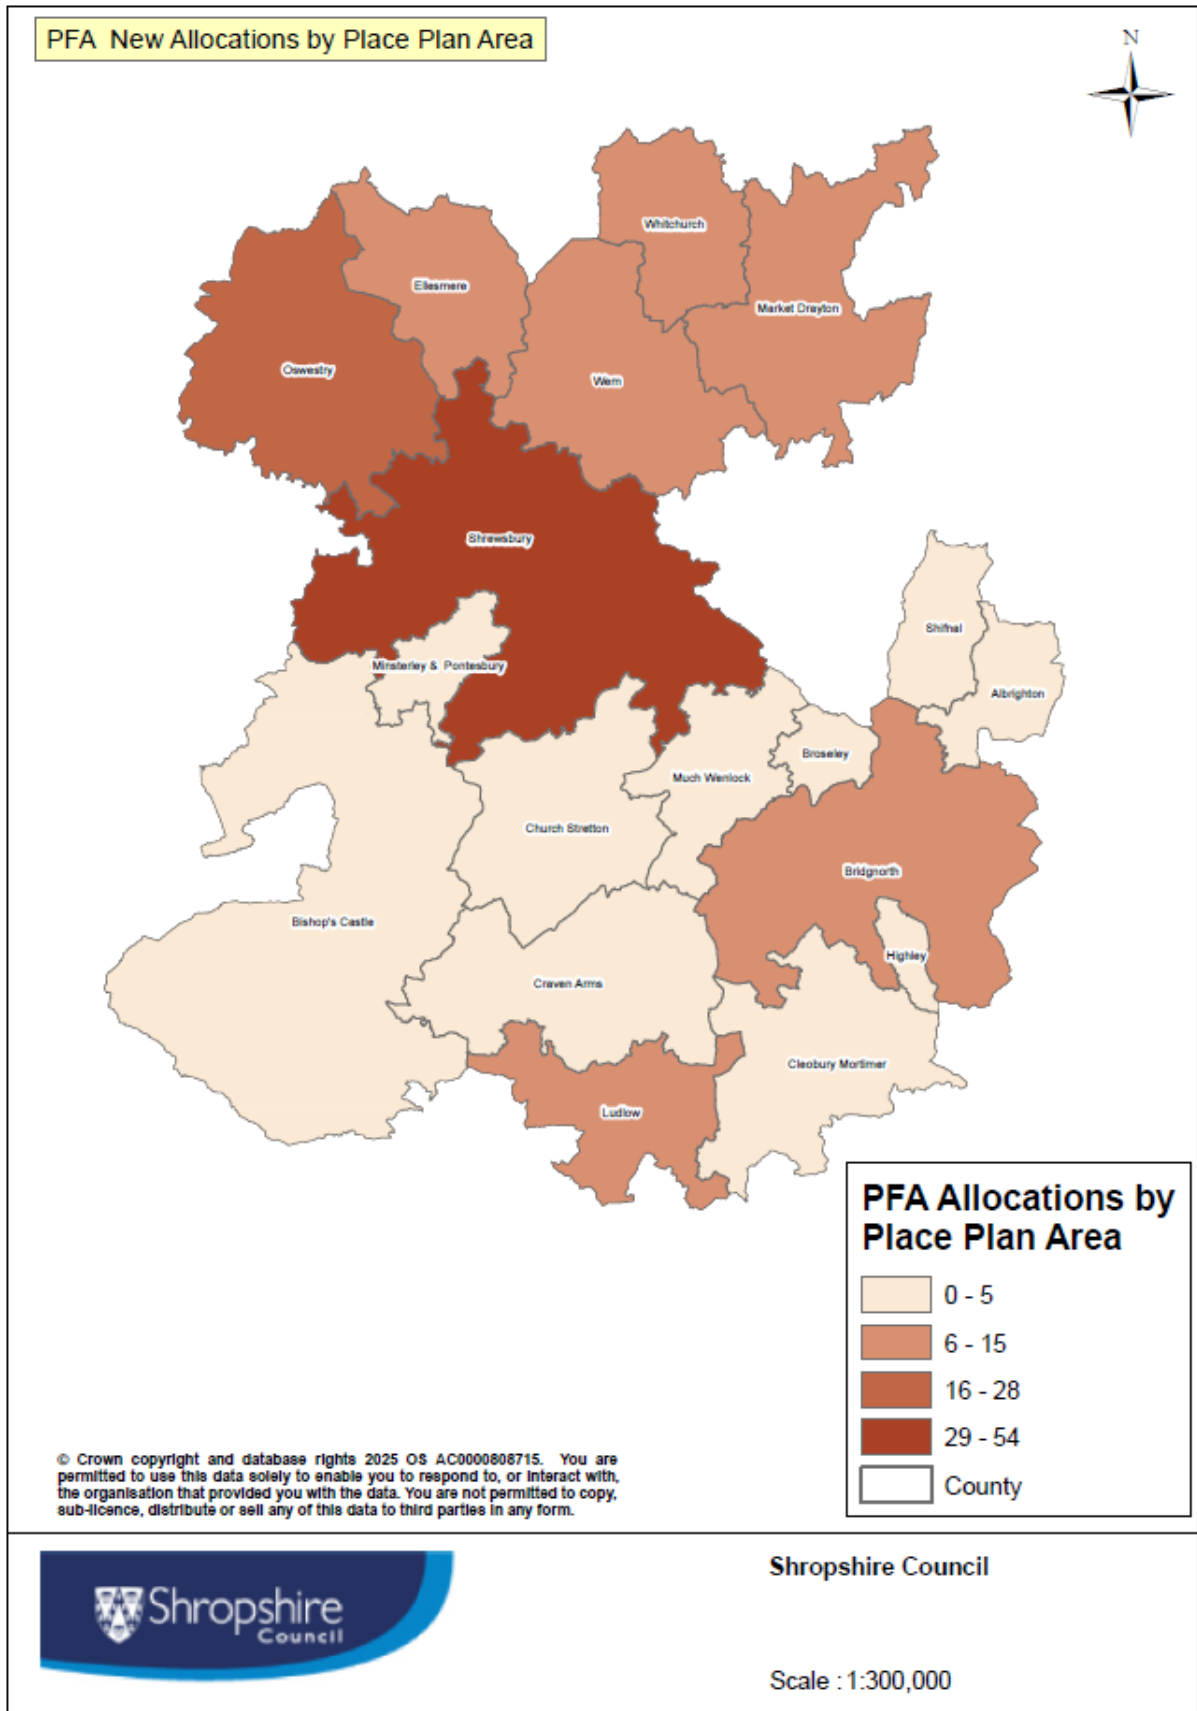 PFA New Allocations by Place Plan Area
N
Whitchurch
Ellesmere
Market Drayton
Oswestry
Wem
Shrewsbury
Shifnal
Minsterley & Pontesbury
Albrighton
Broseley
Much Wenlock
Church Stretton
Bridgnorth
Bishop's Castle
Highley
Craven Arms
Cleobury Mortimer
Ludlow
PFA Allocations by
Place Plan Area
0 - 5
6 - 15
16 - 28
29 - 54
County
© Crown copyright and database rights 2025 OS AC0000808715. You are
permitted to use this data solely to enable you to respond to, or interact with,
the organisation that provided you with the data. You are not permitted to copy,
sub-licence, distribute or sell any of this data to third parties in any form.
Shropshire
Council
Shropshire Council
Scale : 1:300,000